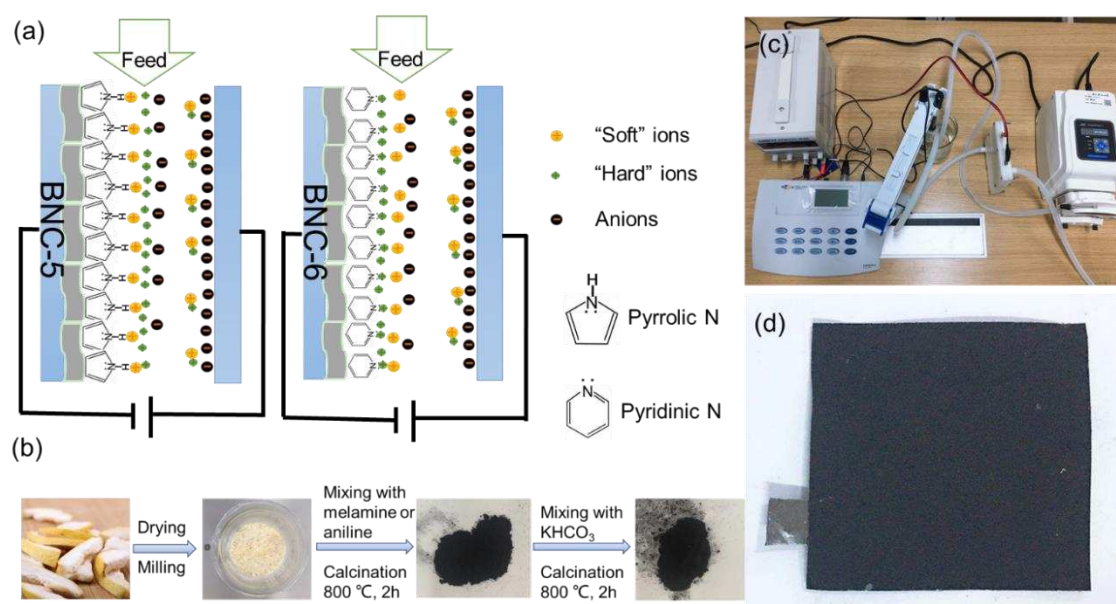 (a)
Feed
Feed
BNC-5
BNC-6
N
H
N
"Soft" ions
"Hard" ions
Anions
H
N
Pyrrolic N
N
Pyridinic N
(b)
Drying
Milling
Mixing with
melamine or
aniline
Calcination
800 ℃, 2h
Mixing with
KHCO₃
Calcination
800 ℃, 2h
(c)
(d)